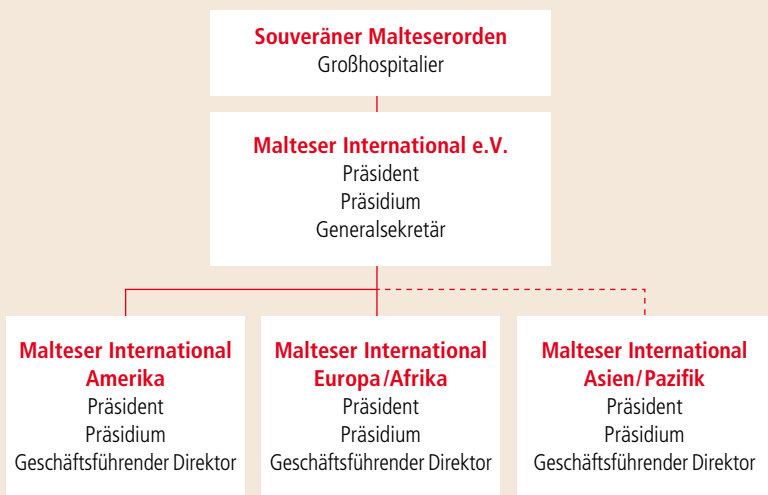 Souveräner Malteserorden
Großhospitalier
Malteser International e.V.
Präsident
Präsidium
Generalsekretär
Malteser International
Amerika
Präsident
Präsidium
Geschäftsführender Direktor
Malteser International
Europa/Afrika
Präsident
Präsidium
Geschäftsführender Direktor
Malteser International
Asien/Pazifik
Präsident
Präsidium
Geschäftsführender Direktor